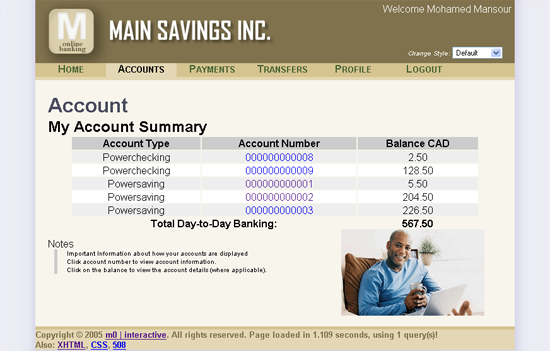 Welcome Mohamed Mansour
M
online
banking
MAIN SAVINGS INC.
Change Style: Default
HOME ACCOUNTS PAYMENTS TRANSFERS PROFILE LOGOUT
Account
My Account Summary
Account Type Account Number Balance CAD
Powerchecking 000000000008 2.50
Powerchecking 000000000009 128.50
Powersaving 000000000001 5.50
Powersaving 000000000002 204.50
Powersaving 000000000003 226.50
Total Day-to-Day Banking: 567.50
Notes
Important Information about how your accounts are displayed
Click account number to view account information.
Click on the balance to view the account details (where applicable).
Copyright © 2005 m0 | interactive. All rights reserved. Page loaded in 1.109 seconds, using 1 query(s)!
Also: XHTML, CSS, 508